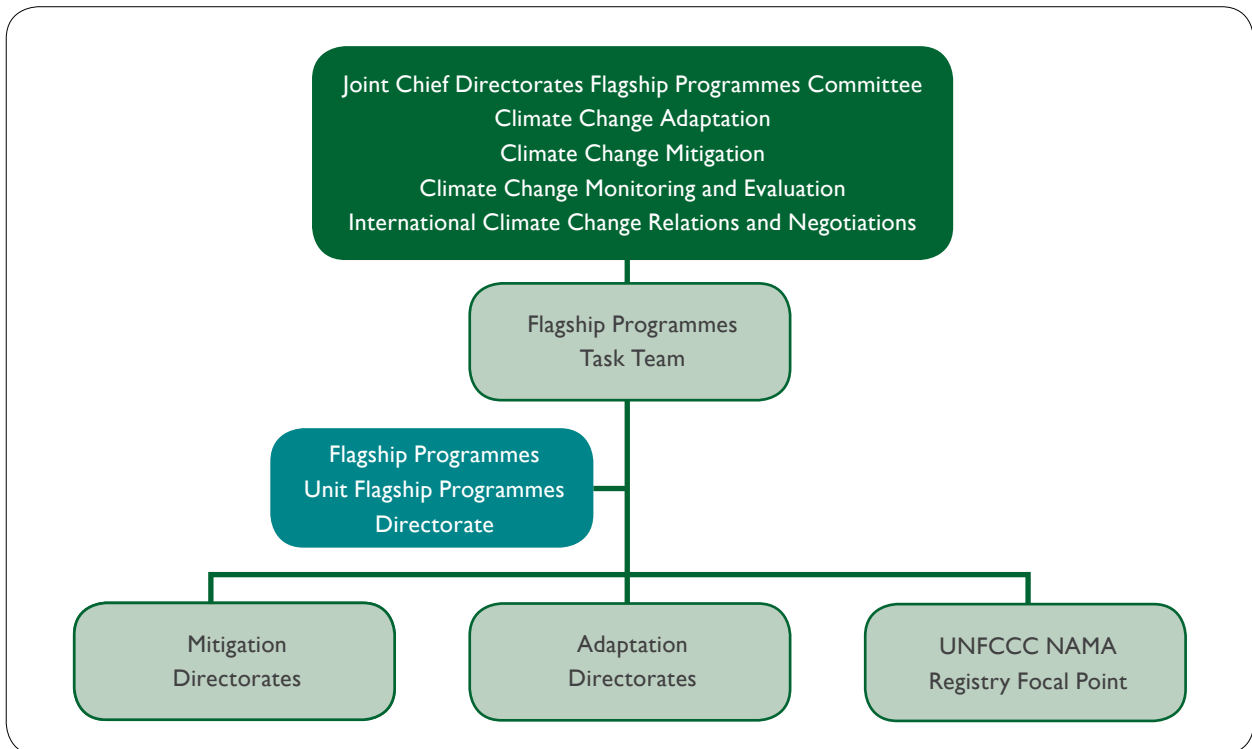 Joint Chief Directorates Flagship Programmes Committee
Climate Change Adaptation
Climate Change Mitigation
Climate Change Monitoring and Evaluation
International Climate Change Relations and Negotiations
Flagship Programmes
Task Team
Flagship Programmes
Unit Flagship Programmes
Directorate
Mitigation
Directorates
Adaptation
Directorates
UNFCCC NAMA
Registry Focal Point